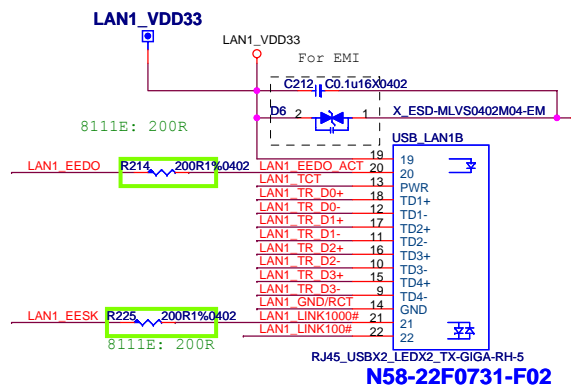 LAN1_VDD33
LAN1_VDD33
For EMI
C212 C0.1u16X0402
D6 2 1 X_ESD-MLVS0402M04-EM
8111E: 200R
USB_LAN1B
LAN1_EEDO R214 200R1%0402 LAN1_EEDO_ACT
LAN1_TCT
LAN1_TR_D0+
LAN1_TR_D0-
LAN1_TR_D1+
LAN1_TR_D1-
LAN1_TR_D2+
LAN1_TR_D2-
LAN1_TR_D3+
LAN1_TR_D3-
LAN1_GND/RCT
LAN1_EESK R225 200R1%0402 LAN1_LINK1000#
LAN1_LINK100#
19 19
20 20
13 PWR
18 TD1+
12 TD1-
17 TD2+
11 TD2-
16 TD3+
10 TD3-
15 TD4+
9 TD4-
14 GND
21 21
22 22
8111E: 200R
RJ45_USBX2_LEDX2_TX-GIGA-RH-5
N58-22F0731-F02